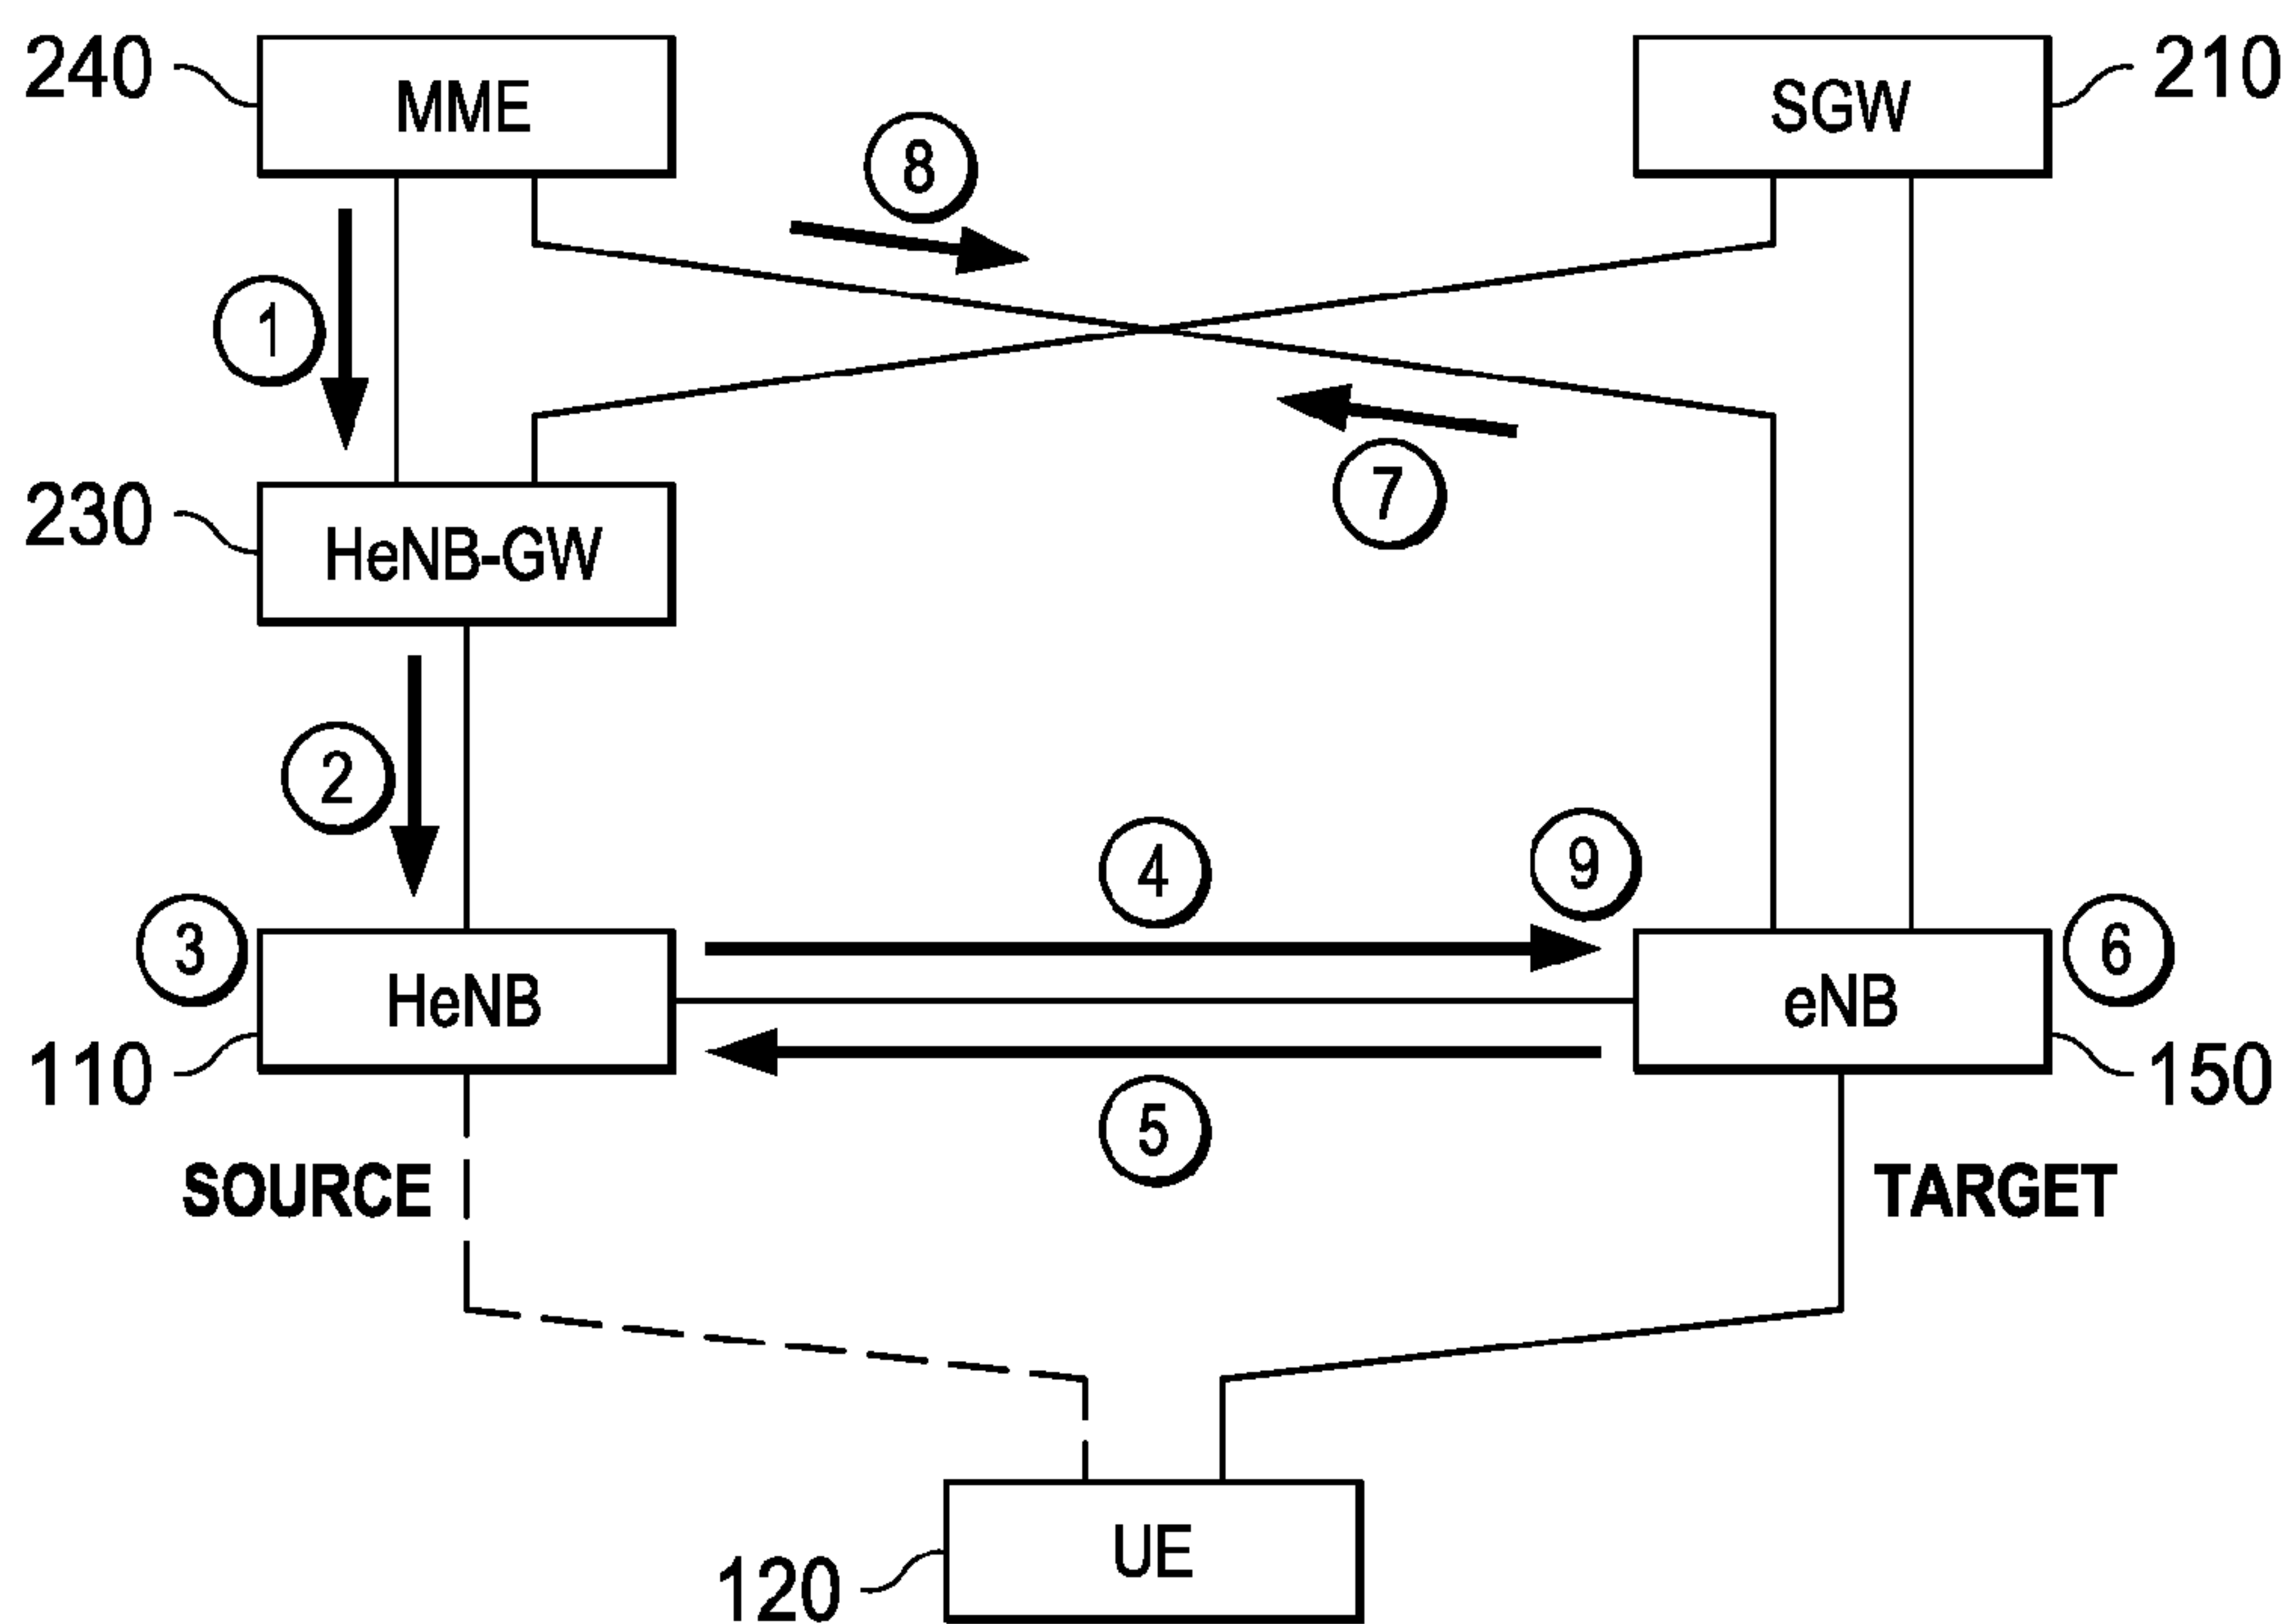 240
MME
SGW
210
8
1
7
230
HeNB-GW
2
4
9
3
HeNB
eNB
6
110
150
5
SOURCE
TARGET
UE
120